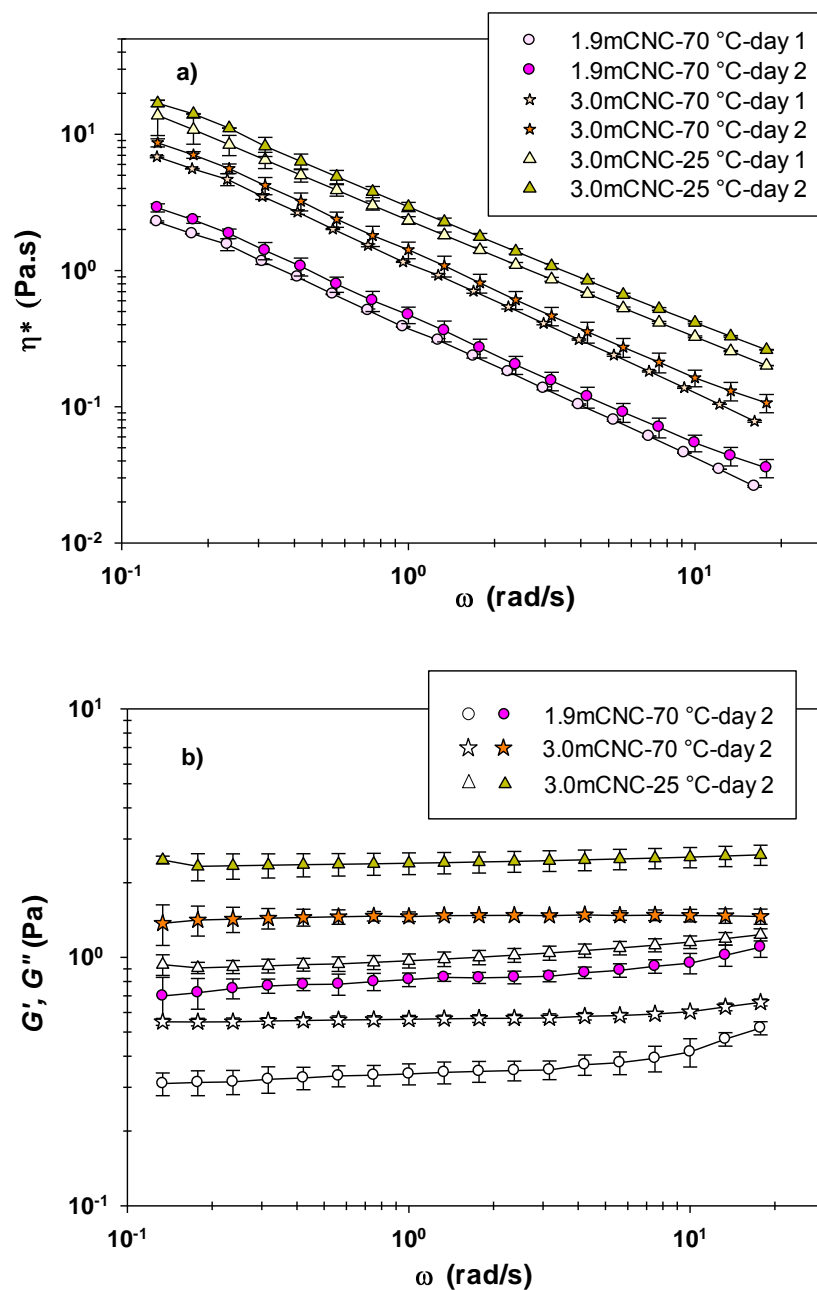 a)
1.9mCNC-70 °C-day 1
1.9mCNC-70 °C-day 2
3.0mCNC-70 °C-day 1
3.0mCNC-70 °C-day 2
3.0mCNC-25 °C-day 1
3.0mCNC-25 °C-day 2
10¹
10⁰
10⁻¹
10⁻²
η* (Pa.s)
10⁻¹ 10⁰ 10¹
ω (rad/s)
b)
1.9mCNC-70 °C-day 2
3.0mCNC-70 °C-day 2
3.0mCNC-25 °C-day 2
10¹
10⁰
10⁻¹
G', G" (Pa)
10⁻¹ 10⁰ 10¹
ω (rad/s)